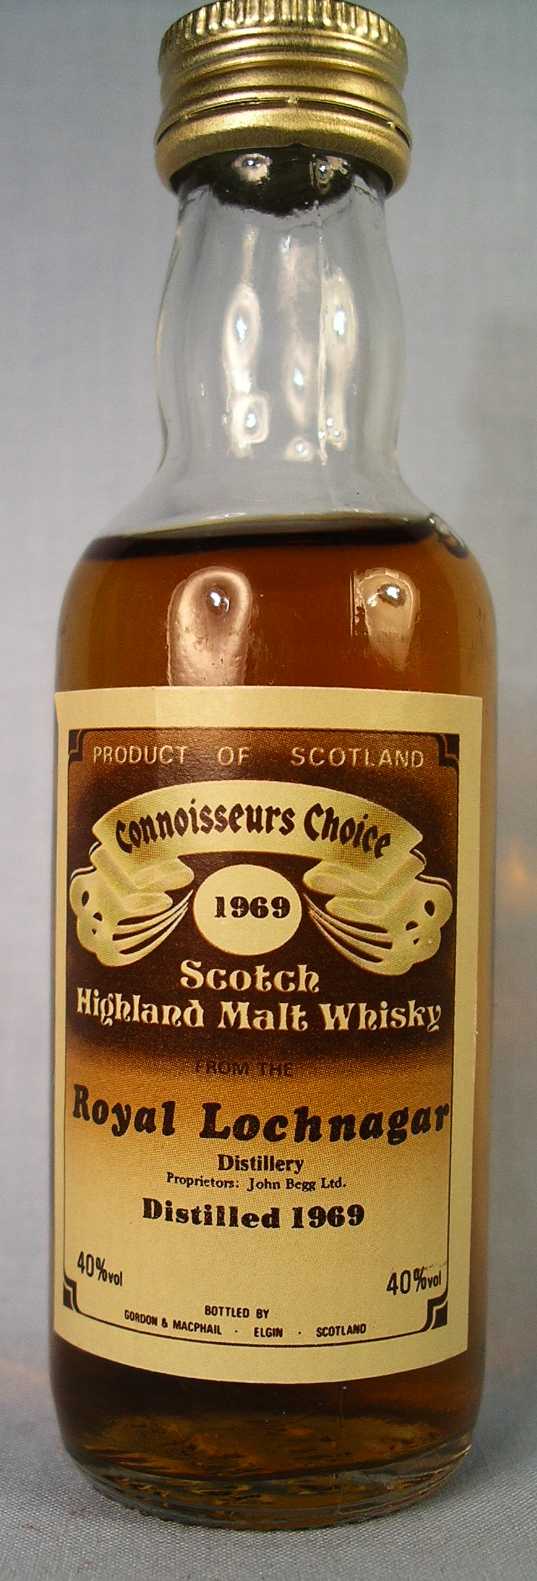 PRODUCT OF SCOTLAND
Connoisseurs Choice
1969
Scotch
Highland Malt Whisky
FROM THE
Royal Lochnagar
Distillery
Proprietors: John Begg Ltd.
Distilled 1969
40%vol 40%vol
BOTTLED BY
GORDON & MACPHAIL · ELGIN · SCOTLAND